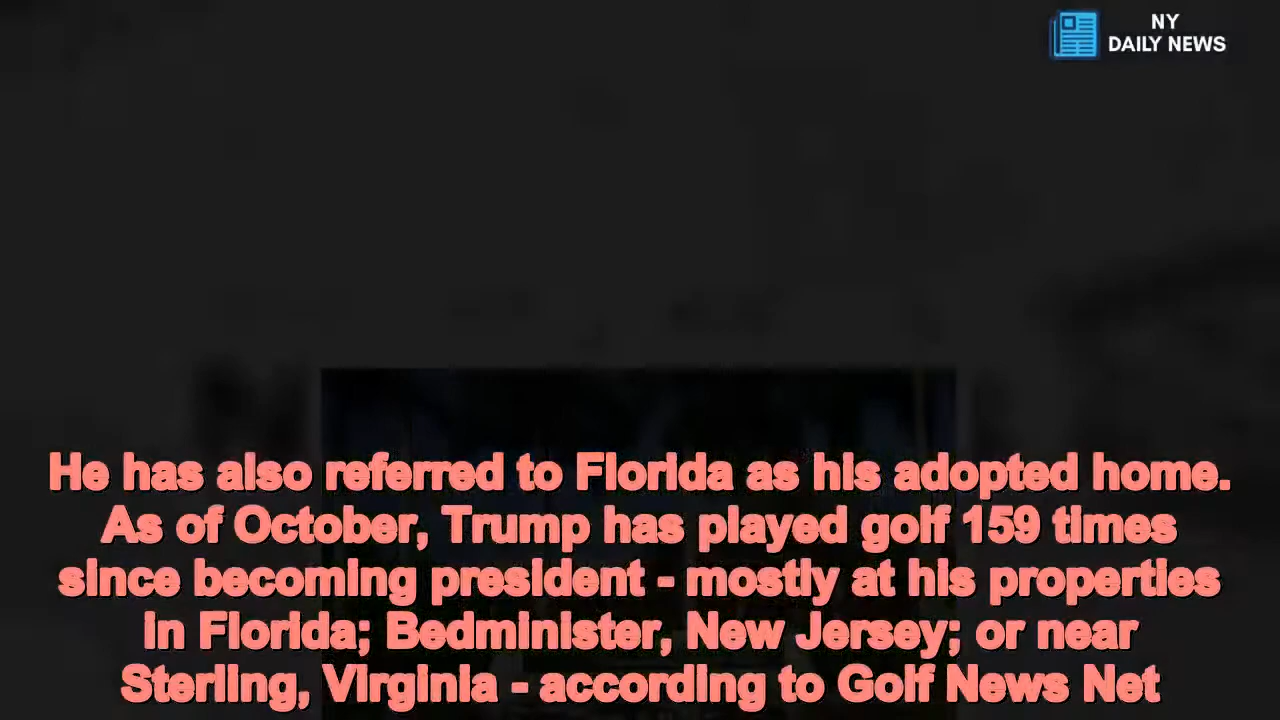 NY
DAILY NEWS
He has also referred to Florida as his adopted home.
As of October, Trump has played golf 159 times
since becoming president - mostly at his properties
in Florida; Bedminister, New Jersey; or near
Sterling, Virginia - according to Golf News Net